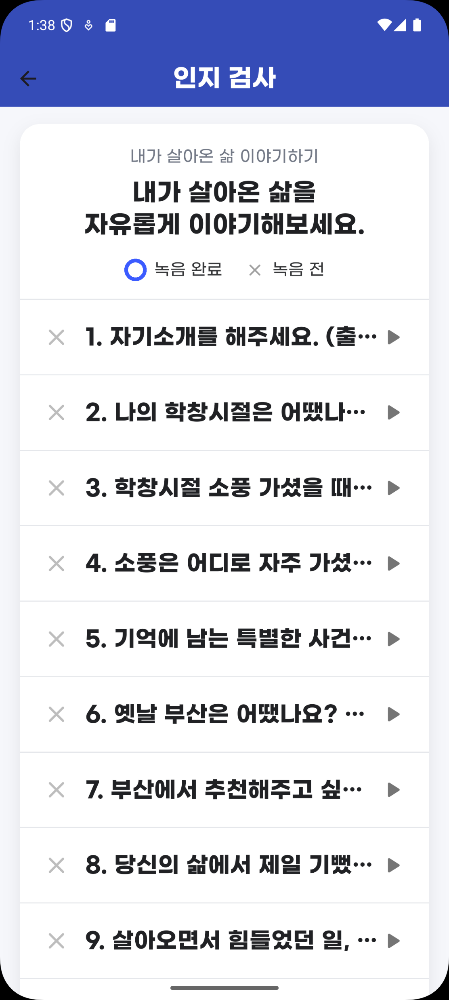 1:38
인지 검사
내가 살아온 삶 이야기하기
내가 살아온 삶을
자유롭게 이야기해보세요.
녹음 완료 녹음 전
1. 자기소개를 해주세요. (출…
2. 나의 학창시절은 어땠나…
3. 학창시절 소풍 가셨을 때…
4. 소풍은 어디로 자주 가셨…
5. 기억에 남는 특별한 사건…
6. 옛날 부산은 어땠나요? …
7. 부산에서 추천해주고 싶…
8. 당신의 삶에서 제일 기뻤…
9. 살아오면서 힘들었던 일, …